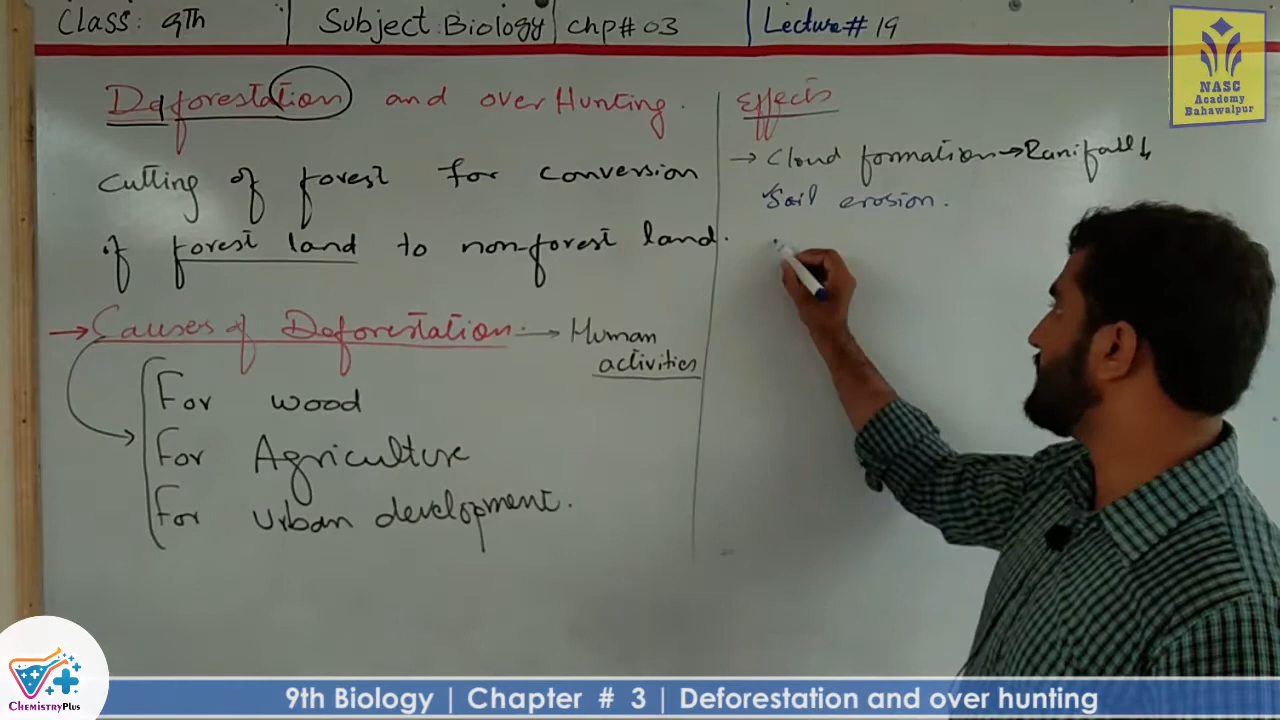 Class: 9Th Subject: Biology chp# 03 Lecture# 19
NASC
Academy
Bahawalpur
Deforestation and over Hunting.
Cutting of forest for conversion
of forest land to non-forest land.
→ Causes of Deforestation. → Human
activities
For wood
For Agriculture
For Urban development.
Effects
→ Cloud formation → Ranifall ↓
Soil erosion.
CHEMISTRYPLUS
9th Biology | Chapter # 3 | Deforestation and over hunting